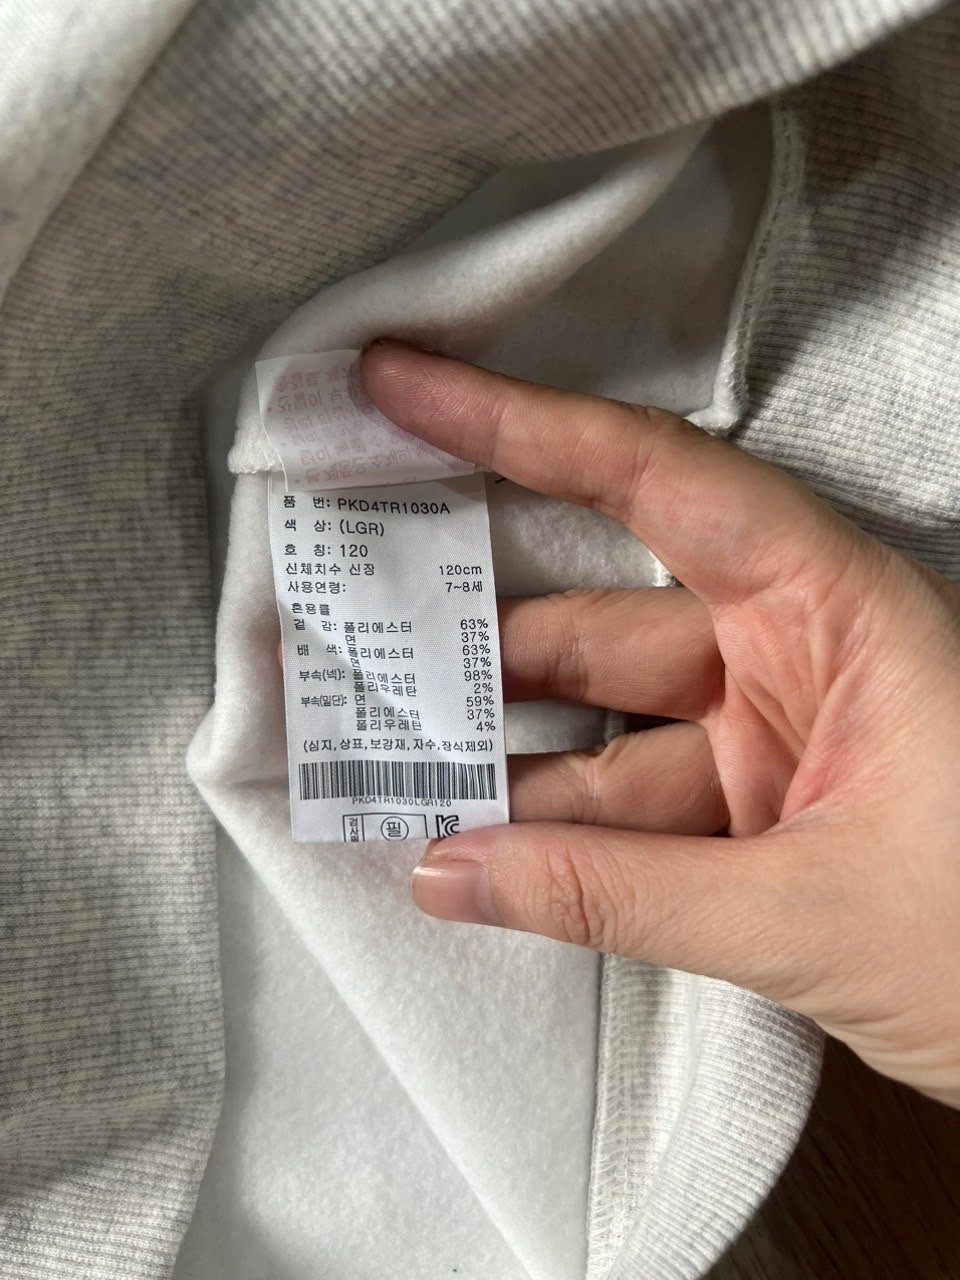 품 번: PKD4TR1030A
색 상: (LGR)
호 칭: 120
신체치수 신장 120cm
사용연령: 7~8세
혼용률
겉 감: 폴리에스터 63%
면 37%
배 색: 폴리에스터 63%
면 37%
부속(넥): 폴리에스터 98%
폴리우레탄 2%
부속(밑단): 면 59%
폴리에스터 37%
폴리우레탄 4%
(심지,상표,보강재,자수,장식제외)
PKD4TR1030LGR120
검사필 필